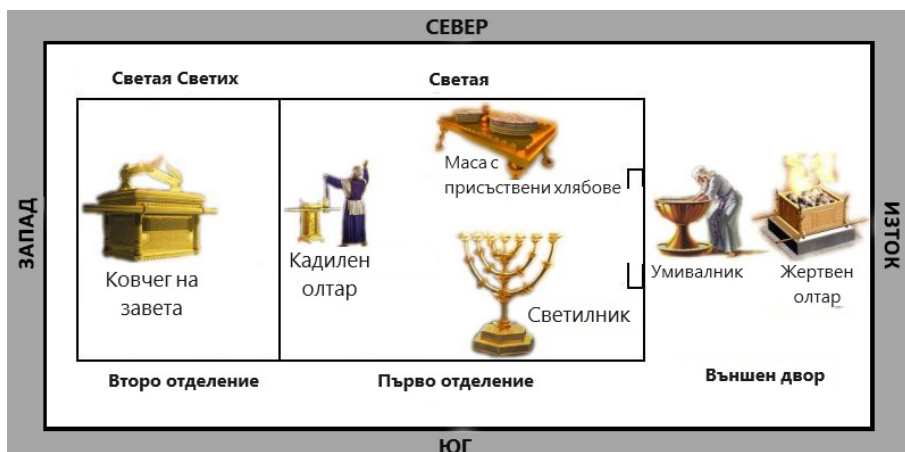 СЕВЕР
Светая Светих
Светая
Маса с
присъствени хлябове
ЗАПАД
ИЗТОК
Ковчег на
завета
Кадилен
олтар
Светилник
Умивалник
Жертвен
олтар
Второ отделение
Първо отделение
Външен двор
ЮГ